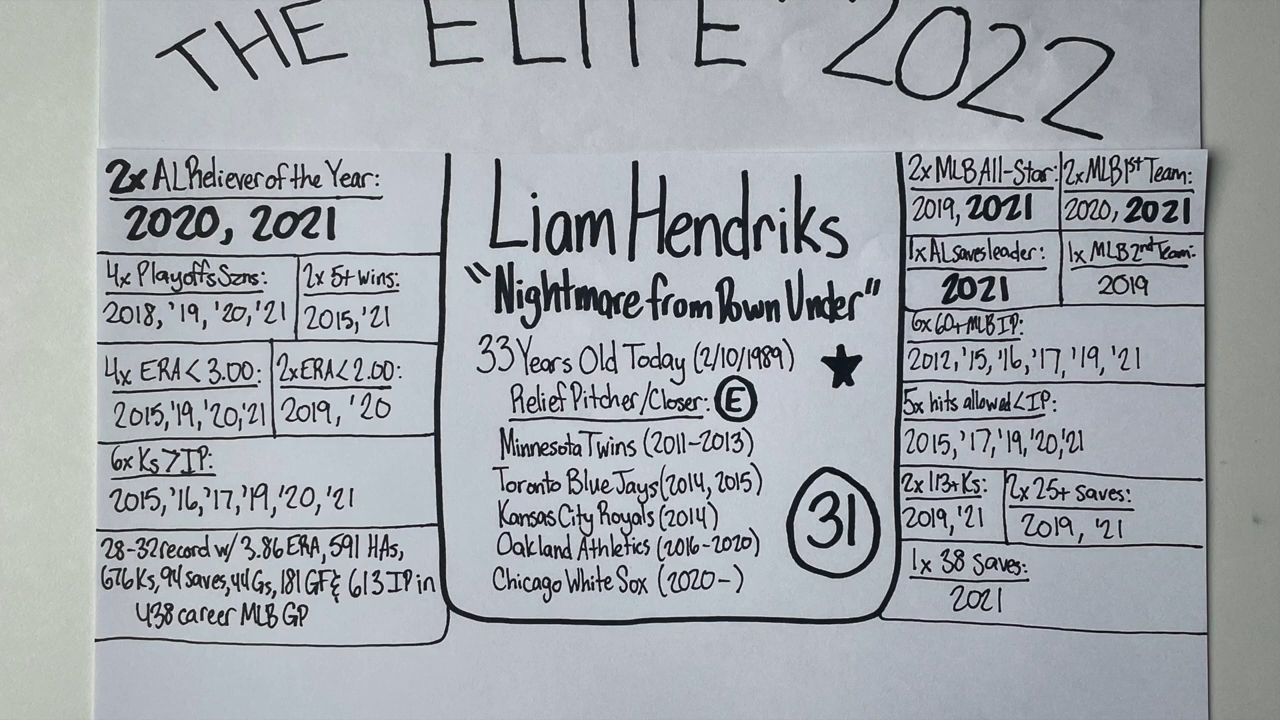 THE ELITE 2022
2x AL Reliever of the Year:
2020, 2021
4x Playoffs Szns:
2018, '19, '20, '21
2x 5+ wins:
2015, '21
4x ERA < 3.00:
2015, '19, '20, '21
2x ERA < 2.00:
2019, '20
6x Ks > IP:
2015, '16, '17, '19, '20, '21
28-32 record w/ 3.86 ERA, 591 HAs,
676 Ks, 94 saves, 44 Gs, 181 GF & 613 IP in
438 career MLB GP
Liam Hendriks
"Nightmare from Down Under"
33 Years Old Today (2/10/1989)
Relief Pitcher/Closer: E
Minnesota Twins (2011-2013)
Toronto Blue Jays (2014, 2015)
Kansas City Royals (2014)
Oakland Athletics (2016-2020)
Chicago White Sox (2020-)
31
2x MLB All-Star:
2019, 2021
2x MLB 1st Team:
2020, 2021
1x AL saves leader:
2021
1x MLB 2nd Team:
2019
6x 60+ MLB IP:
2012, '15, '16, '17, '19, '21
5x hits allowed < IP:
2015, '17, '19, '20, '21
2x 113+ Ks:
2019, '21
2x 25+ saves:
2019, '21
1x 38 saves:
2021